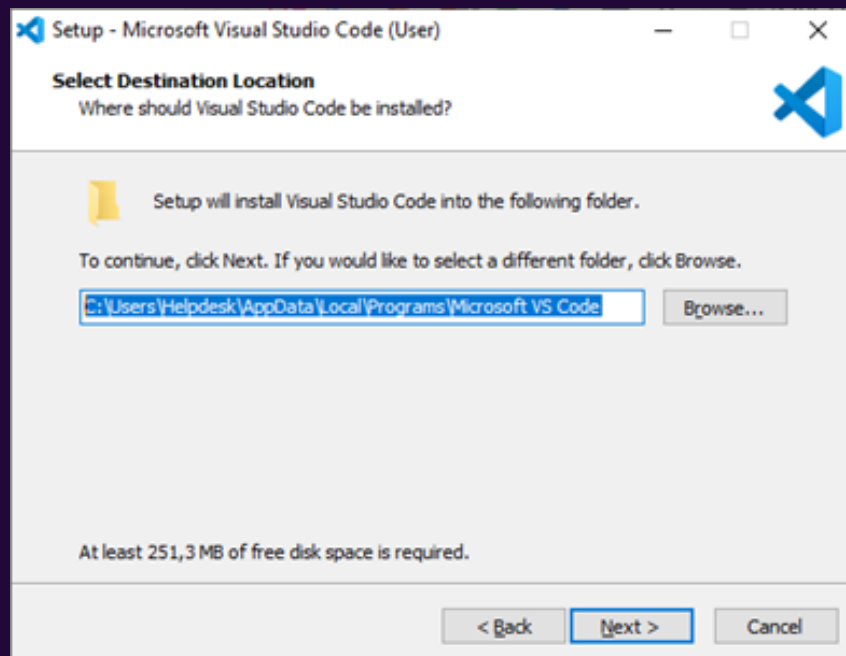 Setup - Microsoft Visual Studio Code (User)
Select Destination Location
Where should Visual Studio Code be installed?
Setup will install Visual Studio Code into the following folder.
To continue, click Next. If you would like to select a different folder, click Browse.
C:\Users\Helpdesk\AppData\Local\Programs\Microsoft VS Code
Browse...
At least 251,3 MB of free disk space is required.
< Back
Next >
Cancel